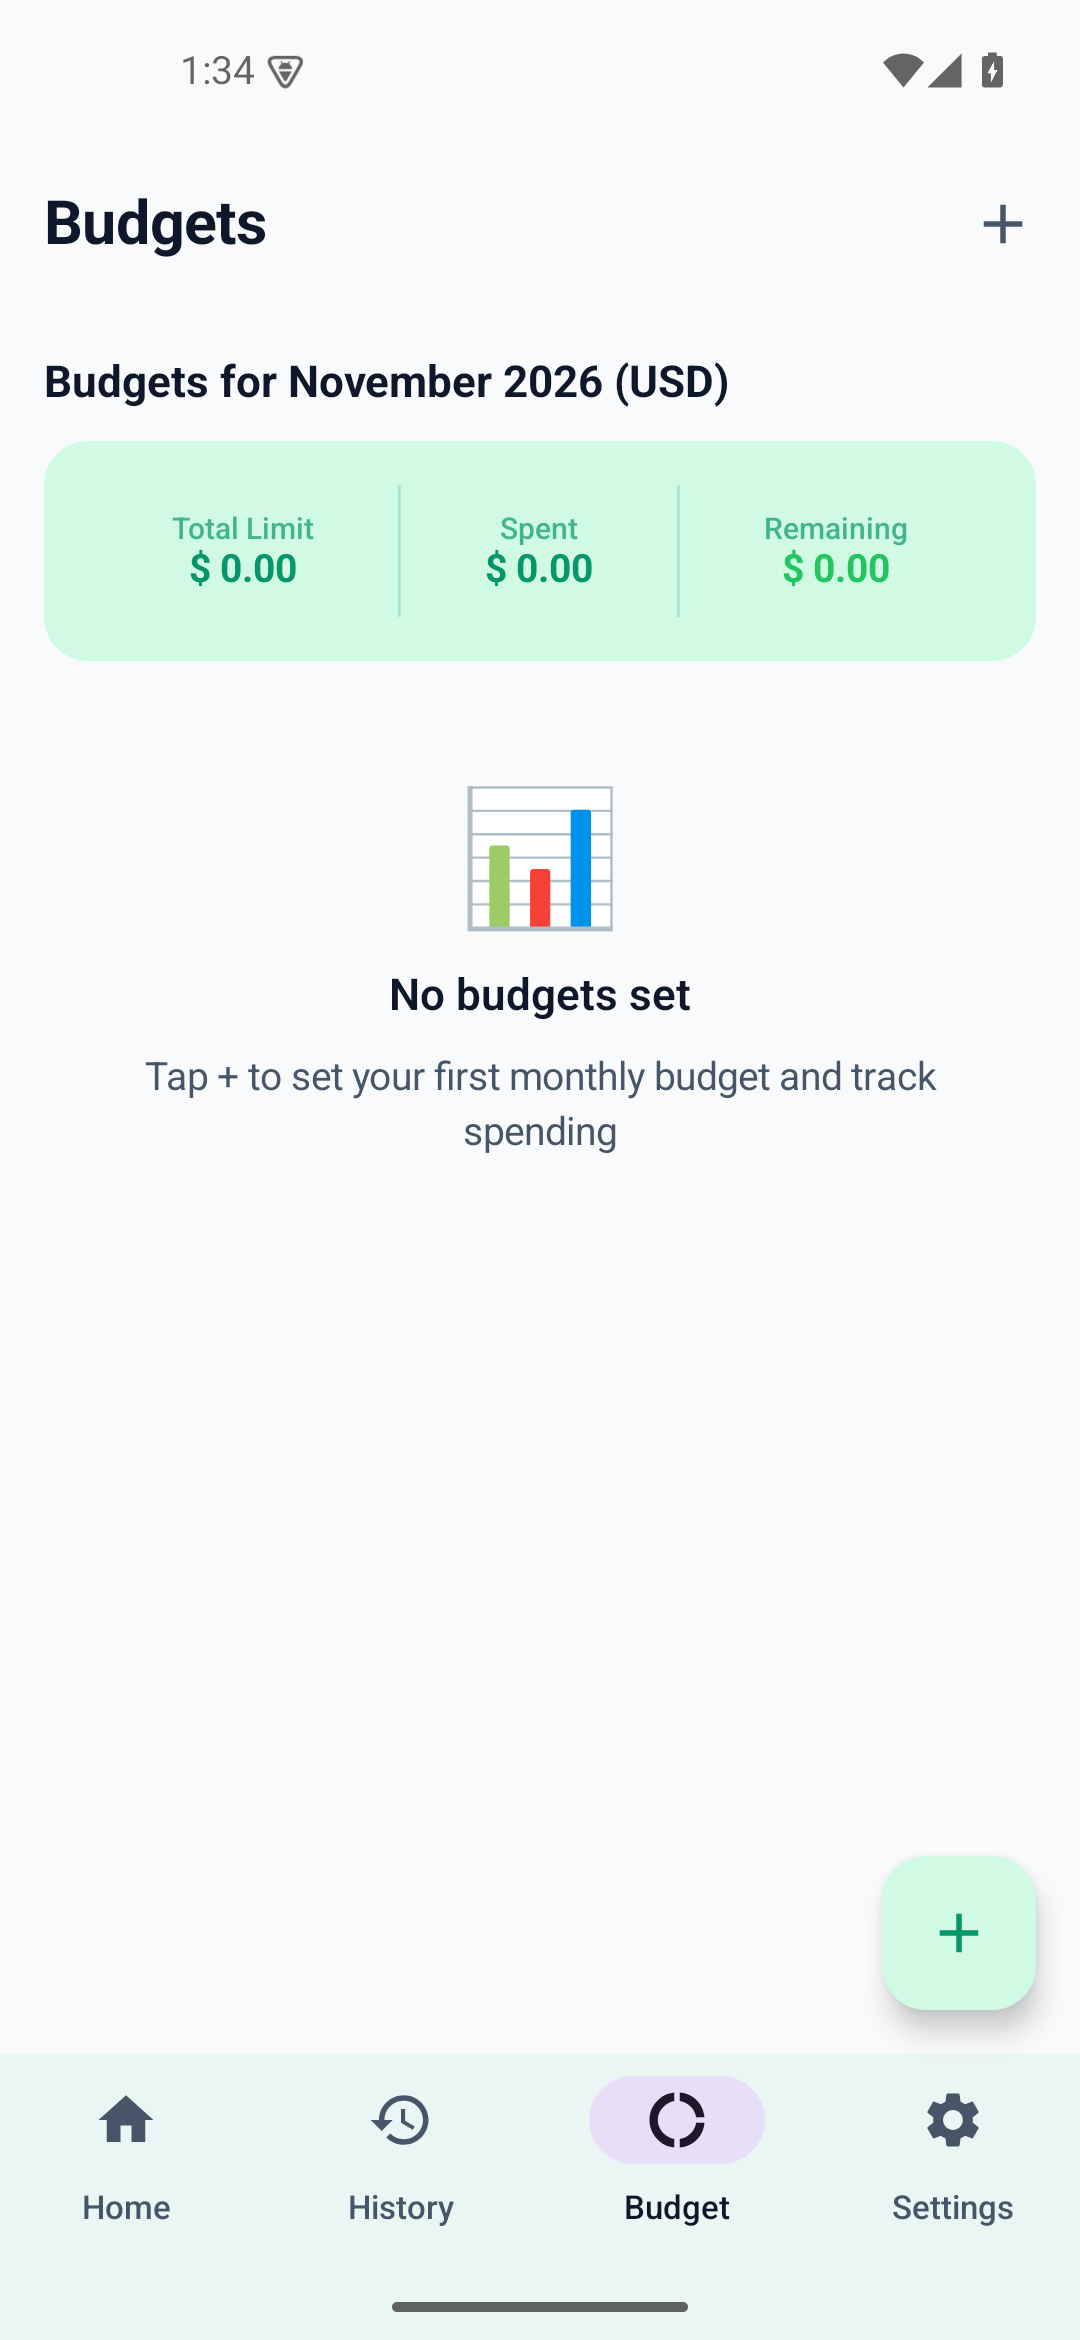 1:34
Budgets
Budgets for November 2026 (USD)
Total Limit
$ 0.00
Spent
$ 0.00
Remaining
$ 0.00
No budgets set
Tap + to set your first monthly budget and track
spending
Home
History
Budget
Settings